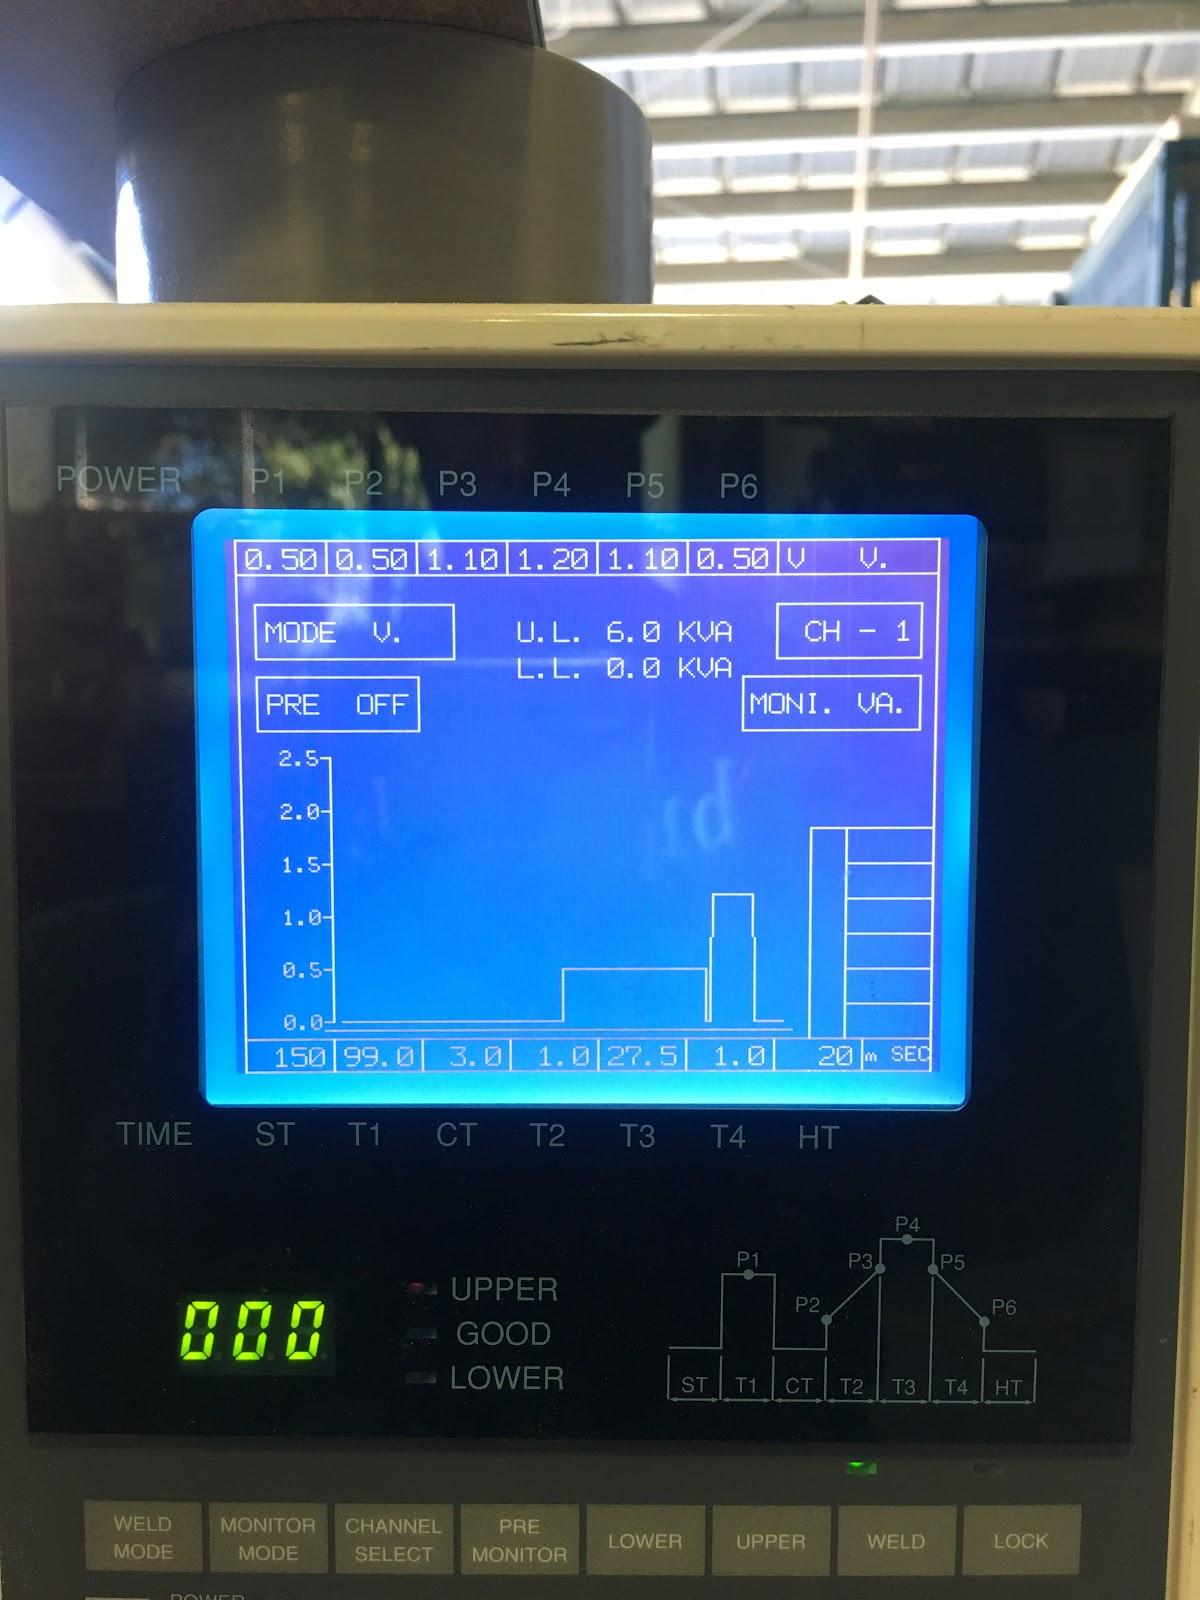 POWER P1 P2 P3 P4 P5 P6
0.50 0.50 1.10 1.20 1.10 0.50 V V.
MODE V. U.L. 6.0 KVA CH - 1
L.L. 0.0 KVA
PRE OFF MONI. VA.
2.5
2.0
1.5
1.0
0.5
0.0
150 99.0 3.0 1.0 27.5 1.0 20 m SEC
TIME ST T1 CT T2 T3 T4 HT
000
UPPER
GOOD
LOWER
P4
P1 P3 P5
P2 P6
ST T1 CT T2 T3 T4 HT
WELD MONITOR CHANNEL PRE LOWER UPPER WELD LOCK
MODE MODE SELECT MONITOR
POWER